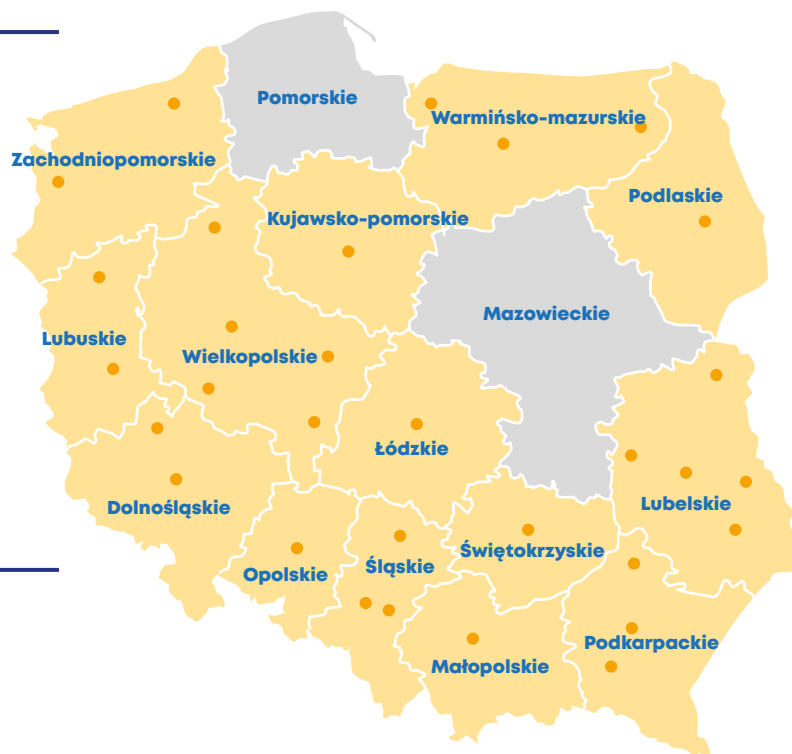 Pomorskie
Warmińsko-mazurskie
Zachodniopomorskie
Podlaskie
Kujawsko-pomorskie
Mazowieckie
Lubuskie
Wielkopolskie
Łódzkie
Dolnośląskie
Lubelskie
Świętokrzyskie
Śląskie
Opolskie
Podkarpackie
Małopolskie